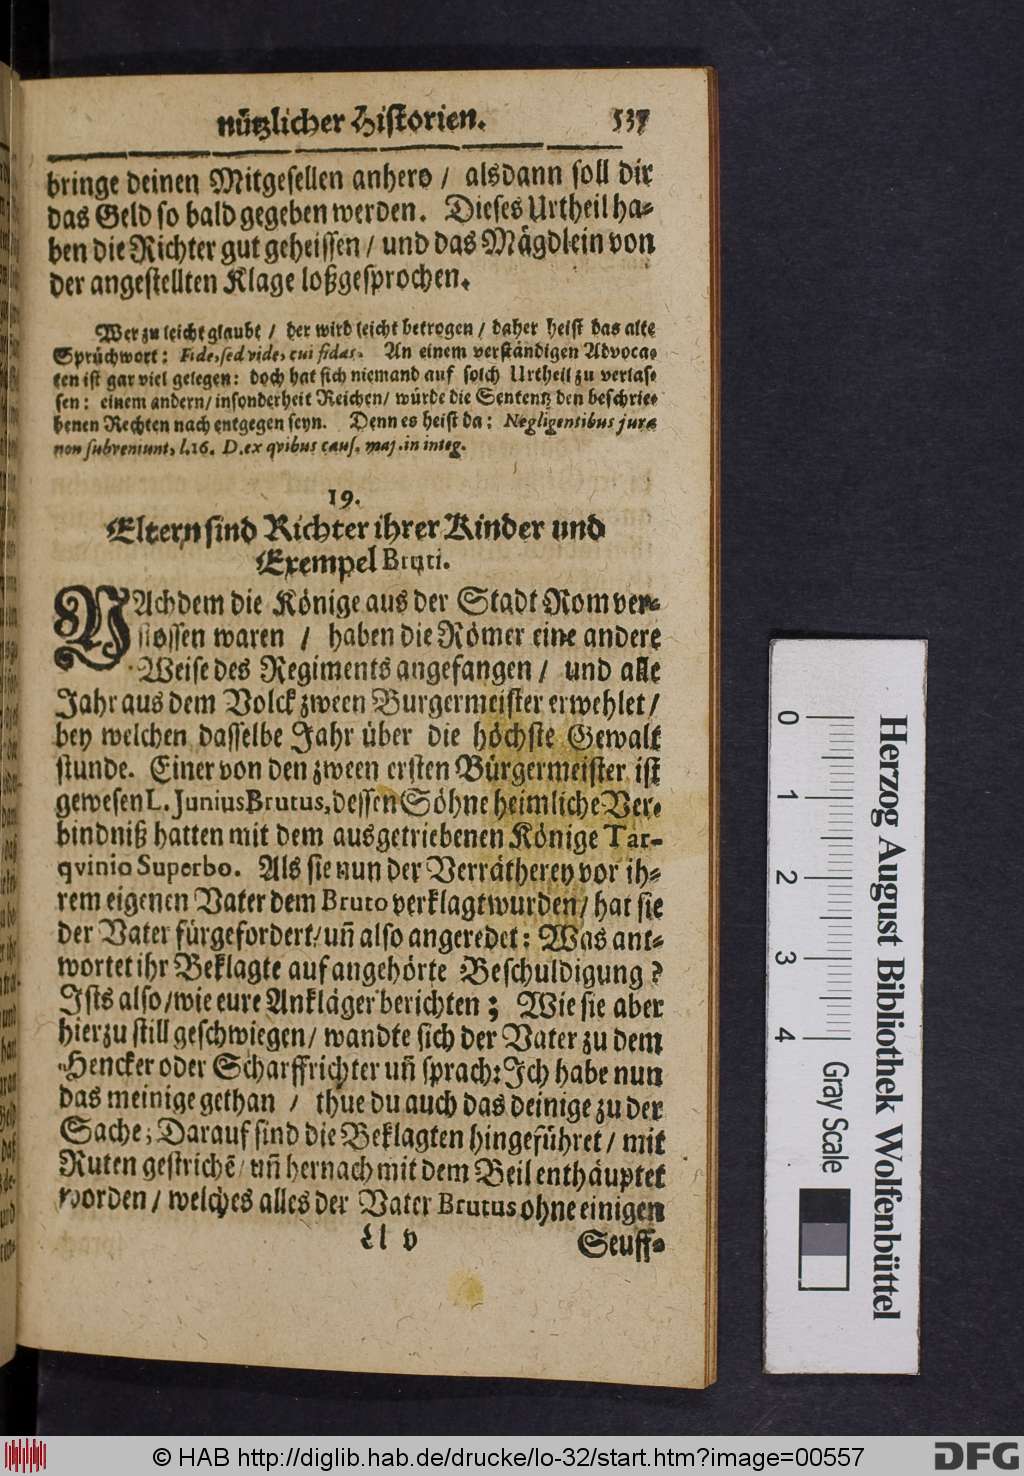 nützlicher Historien. 537
bringe deinen Mitgesellen anhero / alsdann soll dir
das Geld so bald gegeben werden. Dieses Urtheil ha-
ben die Richter gut geheissen / und das Mägdlein von
der angestellten Klage loßgesprochen.
Wer zu leicht glaubt / der wird leicht betrogen / daher heist das alte
Sprüchwort: Fide, sed vide, cui fidas. An einem verständigen Advoca-
ten ist gar viel gelegen: doch hat sich niemand auf solch Urtheil zu verlas-
sen: einem andern / insonderheit Reichen / würde die Sententz den beschrie-
benen Rechten nach entgegen seyn. Denn es heist da: Negligentibus jura
non subveniunt, l. 16. D. ex qvibus caus. maj. in integ.
19.
Eltern sind Richter ihrer Kinder und
Exempel Bruti.
NAchdem die Könige aus der Stadt Rom ver-
stossen waren / haben die Römer eine andere
Weise des Regiments angefangen / und alle
Jahr aus dem Volck zween Burgermeister erwehlet /
bey welchen dasselbe Jahr über die höchste Gewalt
stunde. Einer von den zween ersten Bürgermeister ist
gewesen L. Junius Brutus, dessen Söhne heimliche Ver-
bindniß hatten mit dem ausgetriebenen Könige Tar-
qvinio Superbo. Als sie nun der Verrätherey vor ih-
rem eigenen Vater dem Bruto verklagt wurden / hat sie
der Vater fürgefordert / uñ also angeredet: Was ant-
wortet ihr Beklagte auf angehörte Beschuldigung?
Ists also / wie eure Ankläger berichten; Wie sie aber
hierzu still geschwiegen / wandte sich der Vater zu dem
Hencker oder Scharffrichter uñ sprach: Ich habe nun
das meinige gethan / thue du auch das deinige zu der
Sache; Darauf sind die Beklagten hingeführet / mit
Ruten gestrichẽ / uñ hernach mit dem Beil enthäuptet
worden / welches alles der Vater Brutus ohne einigen
Ll v Seuff-
0 1 2 3 4 Gray Scale
Herzog August Bibliothek Wolfenbüttel
© HAB http://diglib.hab.de/drucke/lo-32/start.htm?image=00557 DFG